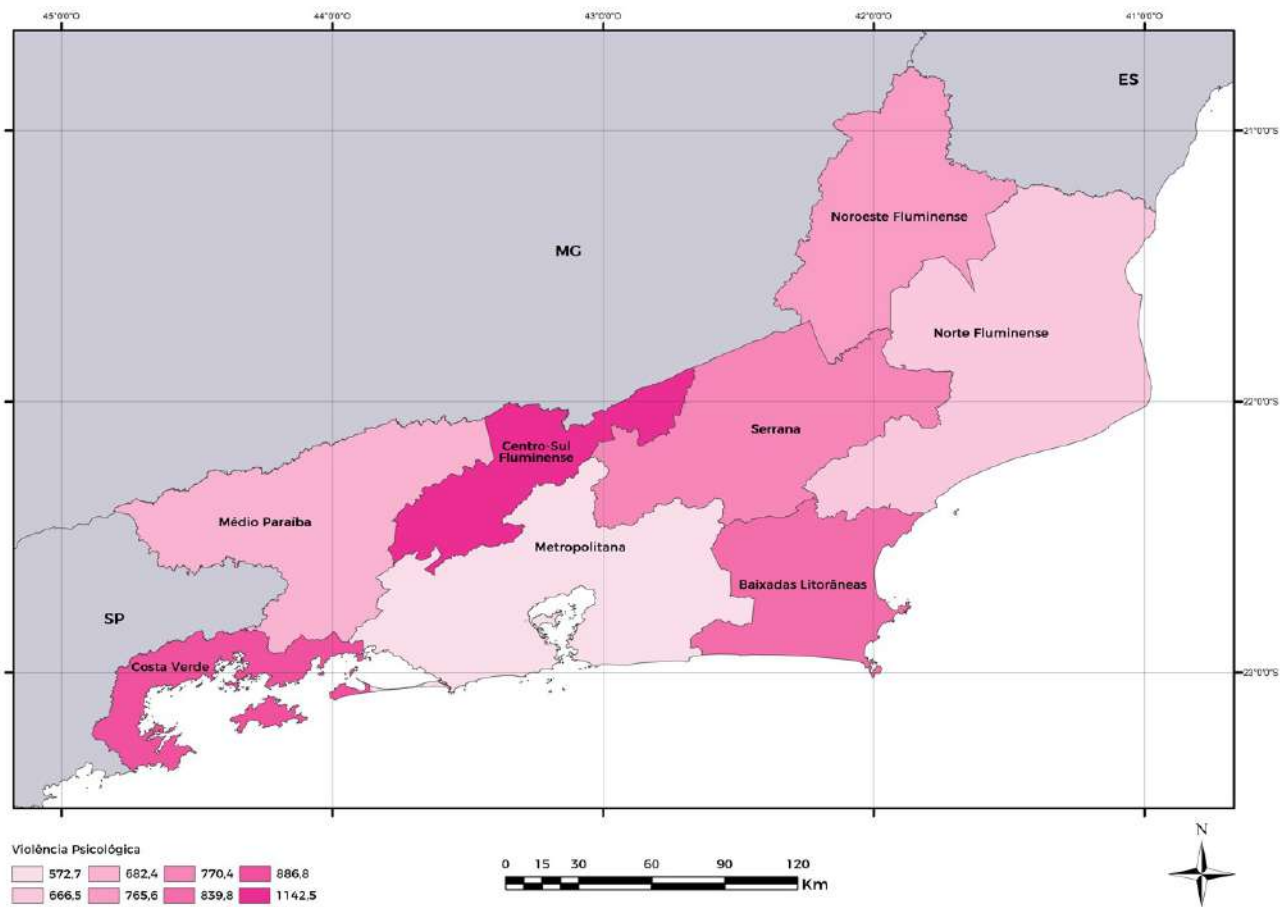 45°0'0"O 44°0'0"O 43°0'0"O 42°0'0"O 41°0'0"O
ES
21°0'0"S
Noroeste Fluminense
MG
Norte Fluminense
22°0'0"S
Serrana
Centro-Sul
Fluminense
Médio Paraíba
Metropolitana
Baixadas Litorâneas
SP
Costa Verde
22°0'0"S
N
Violência Psicológica
572,7 682,4 770,4 886,8
666,5 765,6 839,8 1142,5
0 15 30 60 90 120
Km